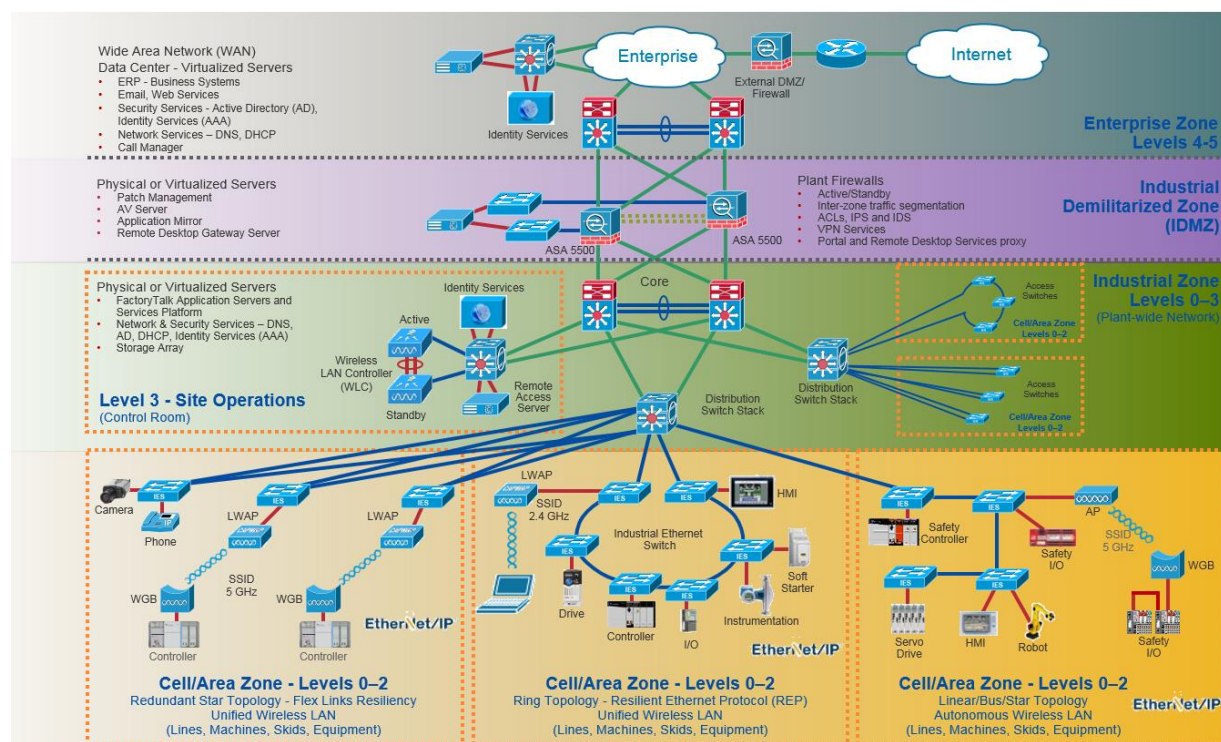 Wide Area Network (WAN)
Data Center - Virtualized Servers
• ERP - Business Systems
• Email, Web Services
• Security Services - Active Directory (AD),
Identity Services (AAA)
• Network Services – DNS, DHCP
• Call Manager
Identity Services
Enterprise
External DMZ/
Firewall
Internet
Enterprise Zone
Levels 4-5
Physical or Virtualized Servers
• Patch Management
• AV Server
• Application Mirror
• Remote Desktop Gateway Server
ASA 5500
ASA 5500
Plant Firewalls
• Active/Standby
• Inter-zone traffic segmentation
• ACLs, IPS and IDS
• VPN Services
• Portal and Remote Desktop Services proxy
Industrial
Demilitarized Zone
(IDMZ)
Physical or Virtualized Servers
• FactoryTalk Application Servers and
Services Platform
• Network & Security Services – DNS,
AD, DHCP, Identity Services (AAA)
• Storage Array
Identity Services
Active
Wireless
LAN Controller
(WLC)
Standby
Remote
Access
Server
Level 3 - Site Operations
(Control Room)
Core
Distribution
Switch Stack
Distribution
Switch Stack
Access
Switches
Cell/Area Zone
Levels 0–2
Access
Switches
Cell/Area Zone
Levels 0–2
Industrial Zone
Levels 0–3
(Plant-wide Network)
Camera
IES
IP
Phone
IES
LWAP
IES
LWAP
SSID
5 GHz
WGB
WGB
Controller
Controller
EtherNet/IP
Cell/Area Zone - Levels 0–2
Redundant Star Topology - Flex Links Resiliency
Unified Wireless LAN
(Lines, Machines, Skids, Equipment)
LWAP
SSID
2.4 GHz
IES
IES
HMI
Industrial Ethernet
Switch
IES
IES
Soft
Starter
Drive
IES
IES
Controller
I/O
Instrumentation
EtherNet/IP
Cell/Area Zone - Levels 0–2
Ring Topology - Resilient Ethernet Protocol (REP)
Unified Wireless LAN
(Lines, Machines, Skids, Equipment)
IES
IES
AP
Safety
Controller
Safety
I/O
SSID
5 GHz
WGB
IES
IES
Servo
Drive
HMI
Robot
Safety
I/O
Cell/Area Zone - Levels 0–2
Linear/Bus/Star Topology
Autonomous Wireless LAN
(Lines, Machines, Skids, Equipment)
EtherNet/IP